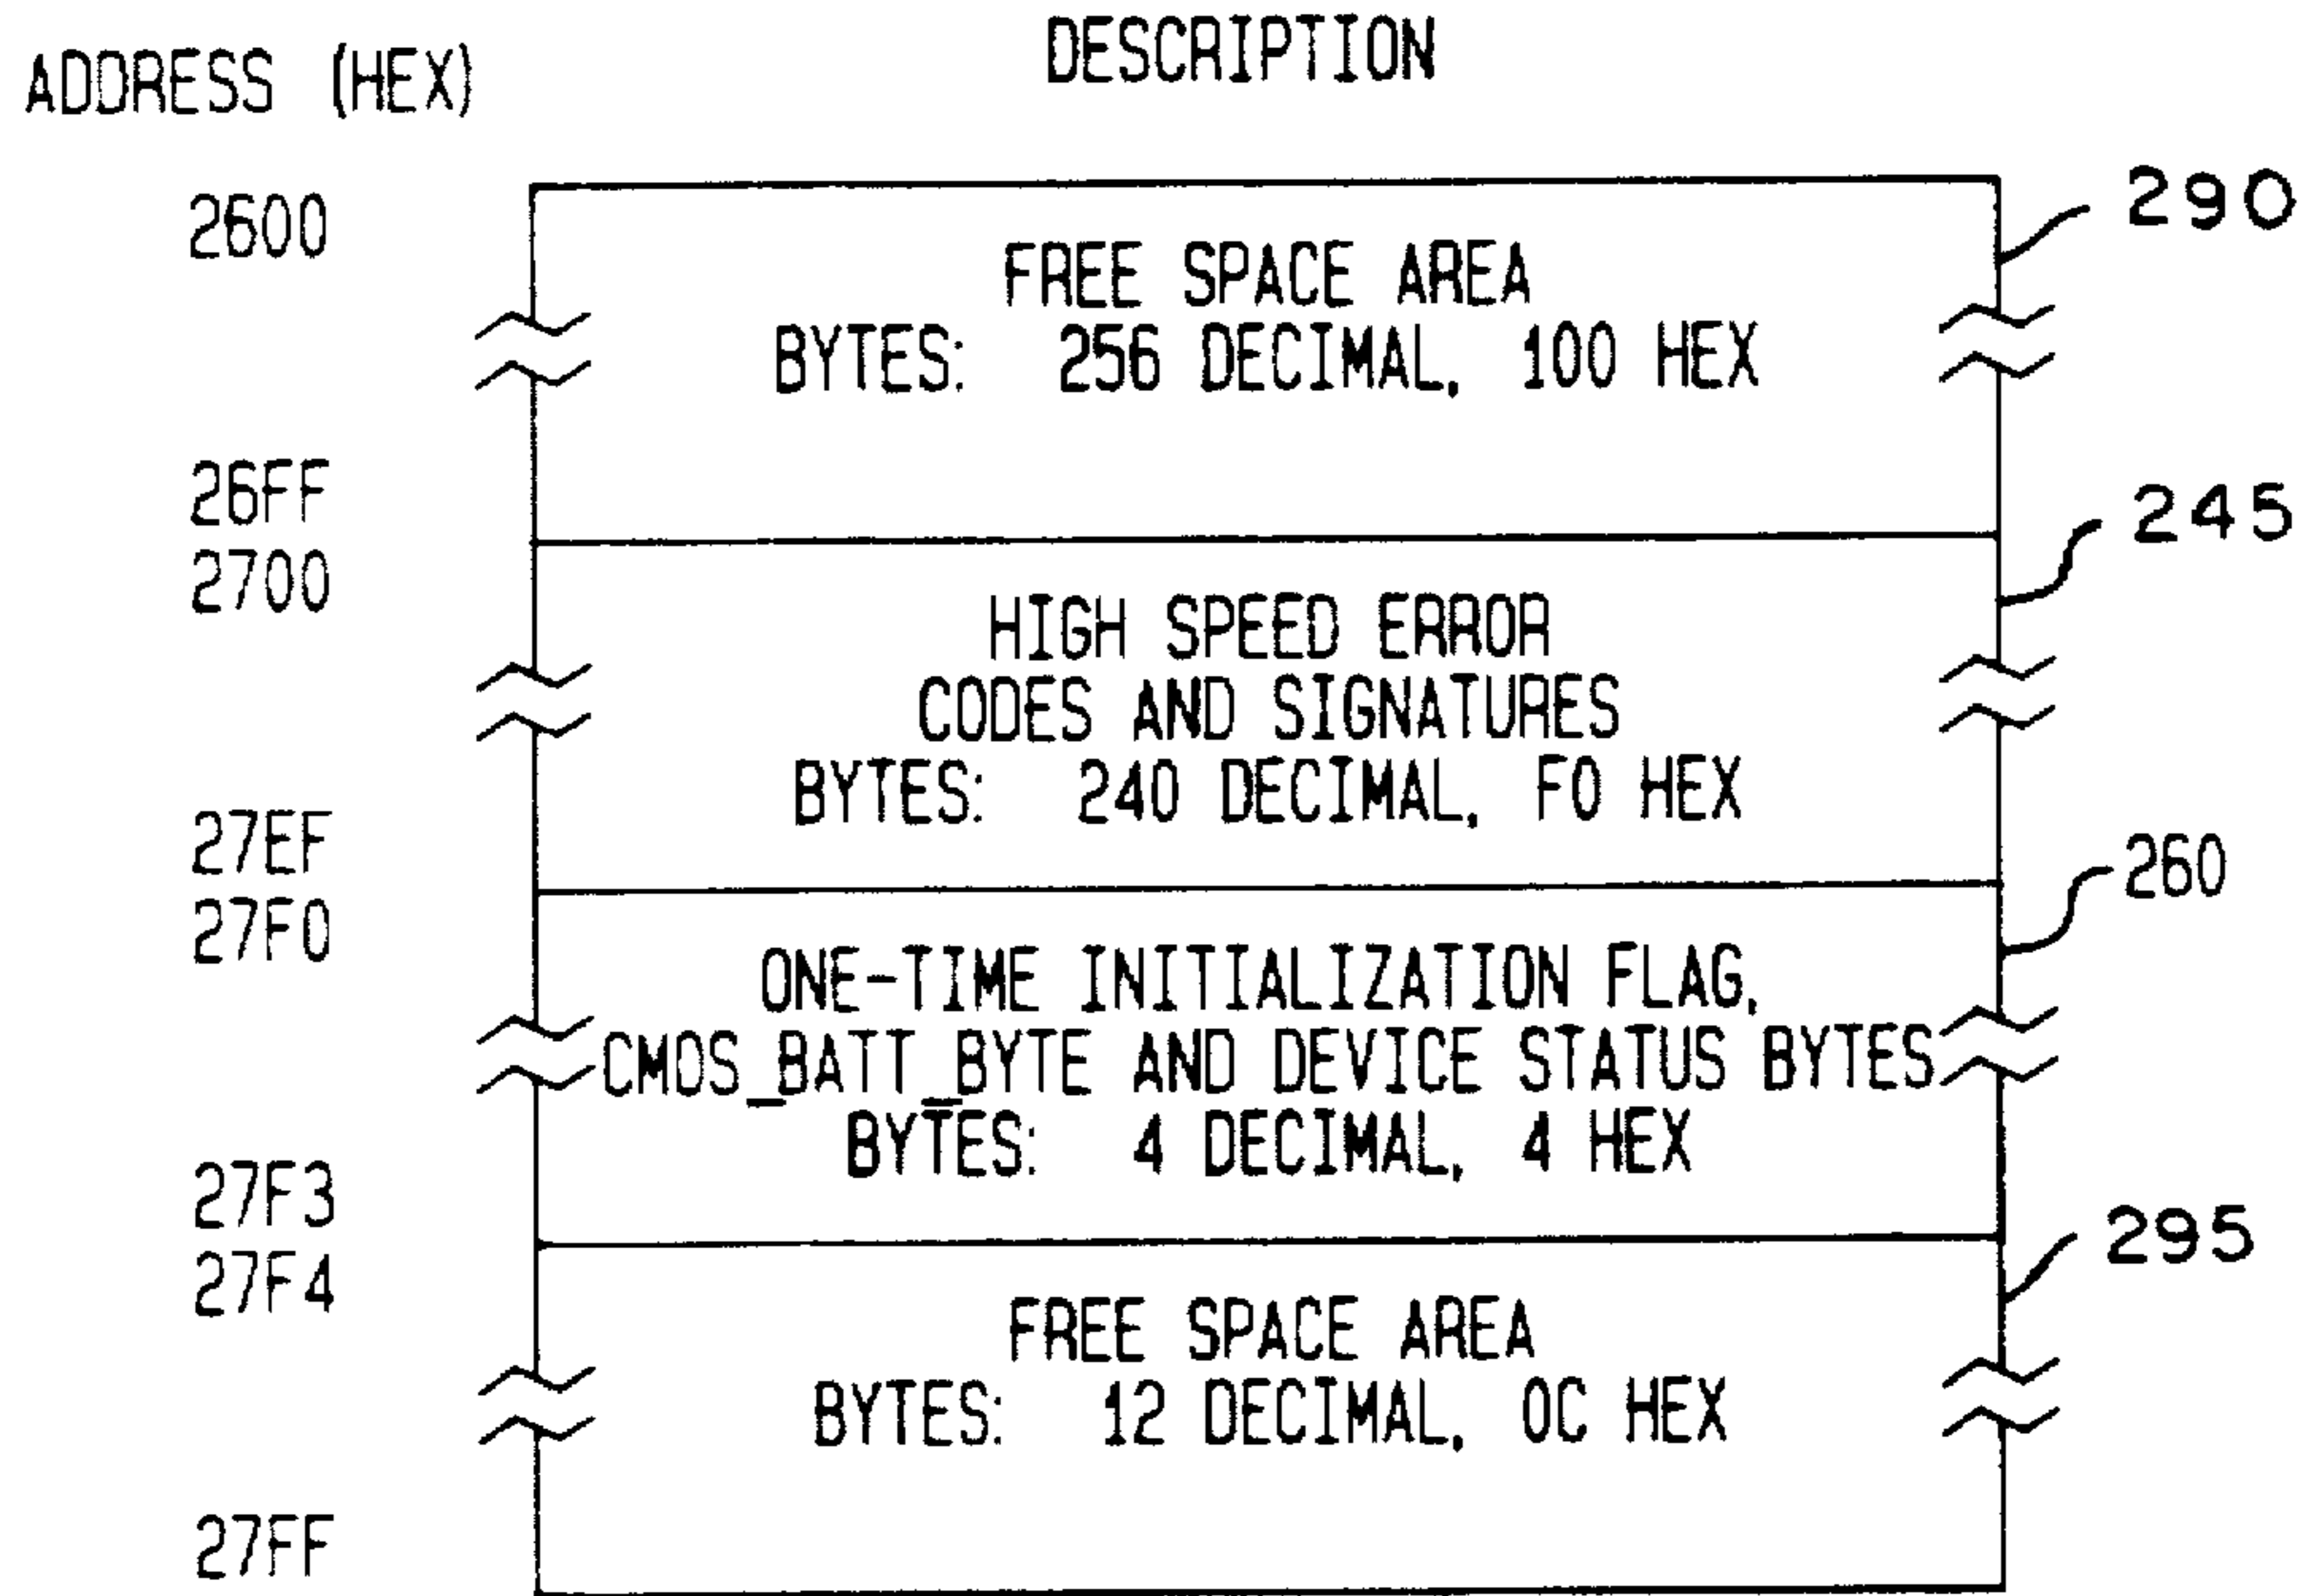 DESCRIPTION
ADDRESS (HEX)
2600
290
FREE SPACE AREA
BYTES: 256 DECIMAL, 100 HEX
26FF
245
2700
HIGH SPEED ERROR
CODES AND SIGNATURES
BYTES: 240 DECIMAL, F0 HEX
27EF
260
27F0
ONE-TIME INITIALIZATION FLAG,
CMOS_BATT_BYTE AND DEVICE STATUS BYTES
BYTES: 4 DECIMAL, 4 HEX
27F3
295
27F4
FREE SPACE AREA
BYTES: 12 DECIMAL, 0C HEX
27FF